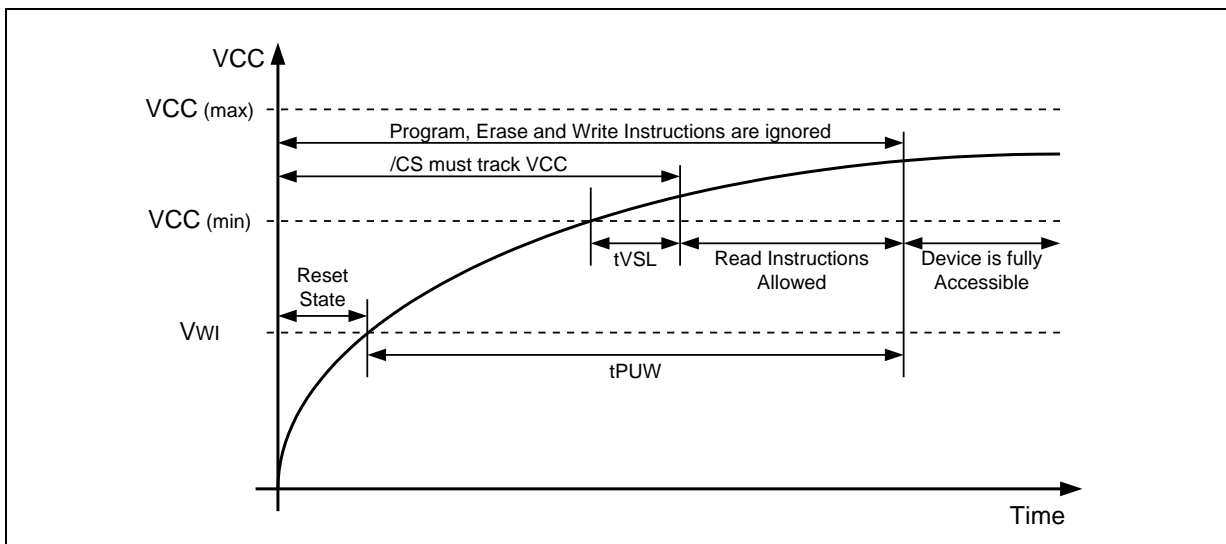 VCC
VCC (max)
Program, Erase and Write Instructions are ignored
/CS must track VCC
VCC (min)
tVSL
Read Instructions
Allowed
Device is fully
Accessible
Reset
State
VWI
tPUW
Time